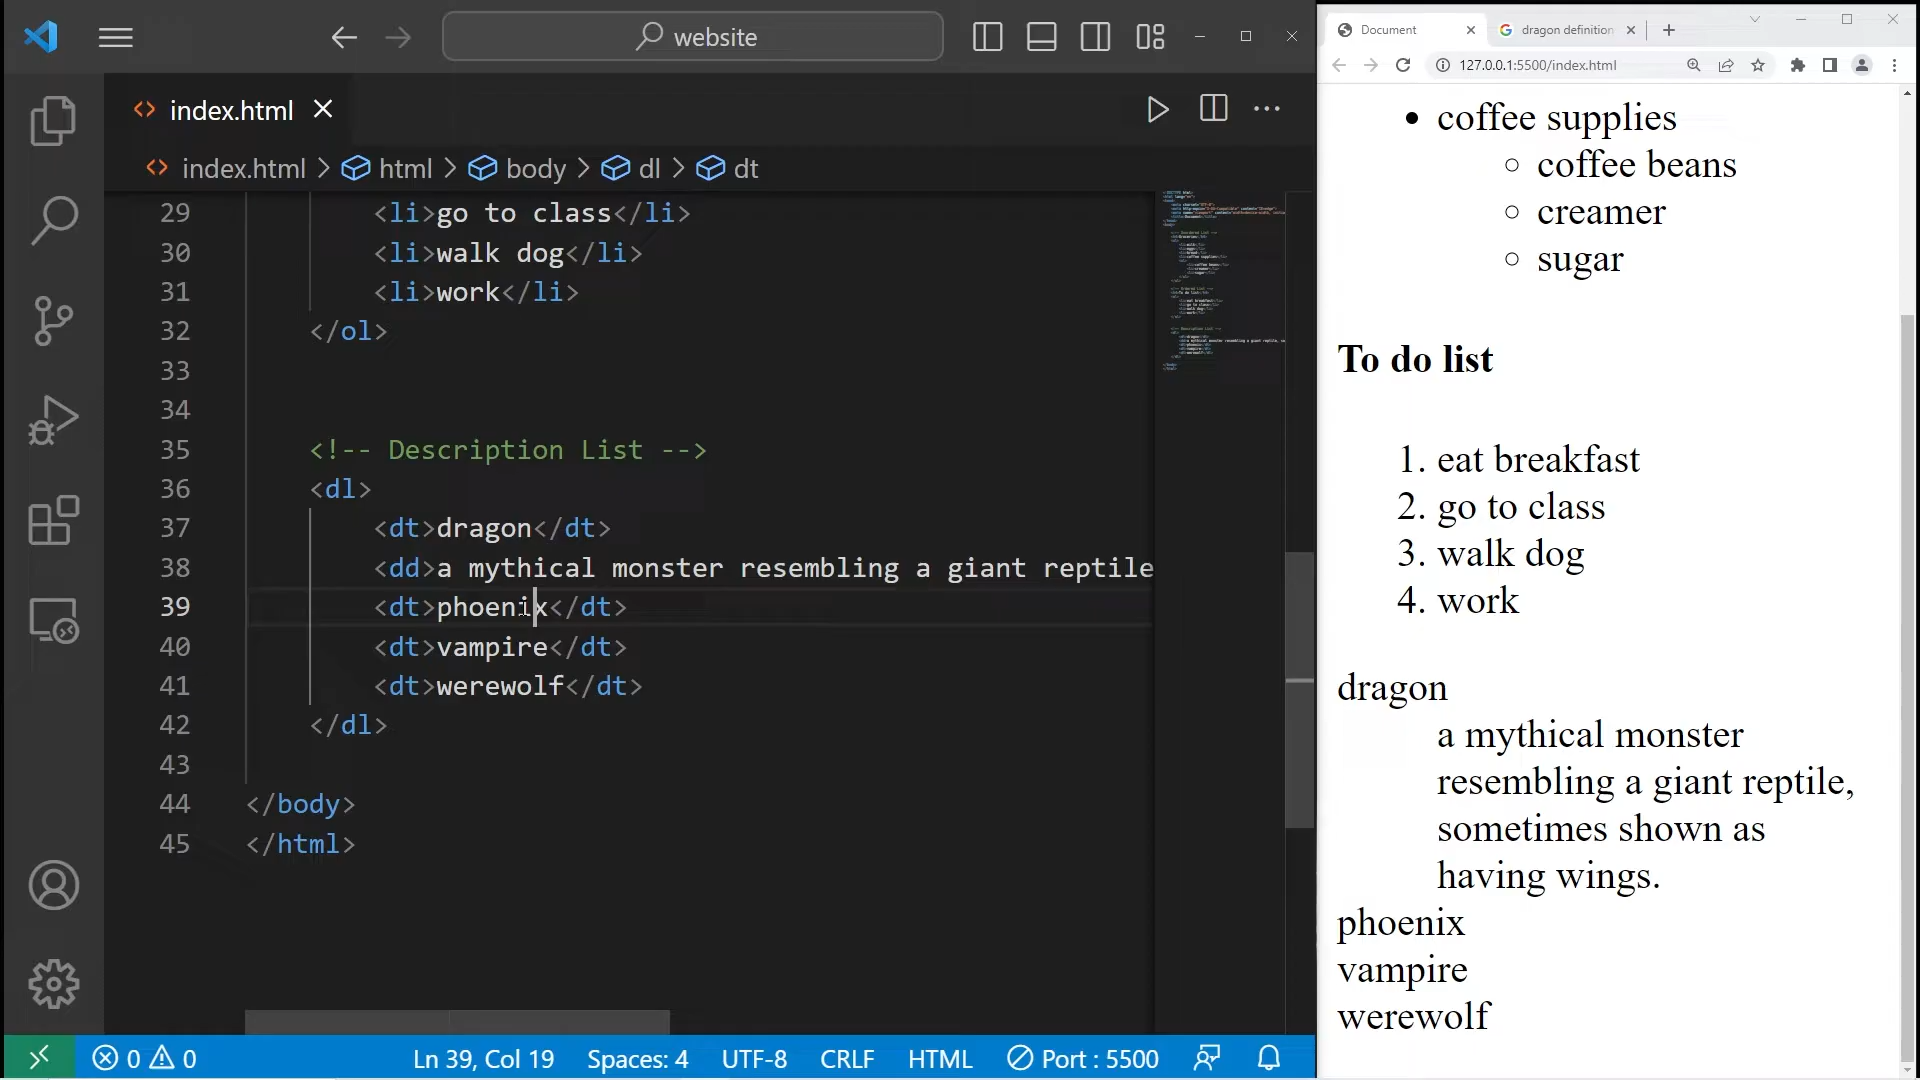 website
index.html
index.html > html > body > dl > dt
29 <li>go to class</li>
30 <li>walk dog</li>
31 <li>work</li>
32 </ol>
33
34
35 <!-- Description List -->
36 <dl>
37 <dt>dragon</dt>
38 <dd>a mythical monster resembling a giant reptile
39 <dt>phoenix</dt>
40 <dt>vampire</dt>
41 <dt>werewolf</dt>
42 </dl>
43
44 </body>
45 </html>
0 0 Ln 39, Col 19 Spaces: 4 UTF-8 CRLF HTML Port : 5500
Document dragon definition
127.0.0.1:5500/index.html
• coffee supplies
○ coffee beans
○ creamer
○ sugar
To do list
1. eat breakfast
2. go to class
3. walk dog
4. work
dragon
a mythical monster
resembling a giant reptile,
sometimes shown as
having wings.
phoenix
vampire
werewolf